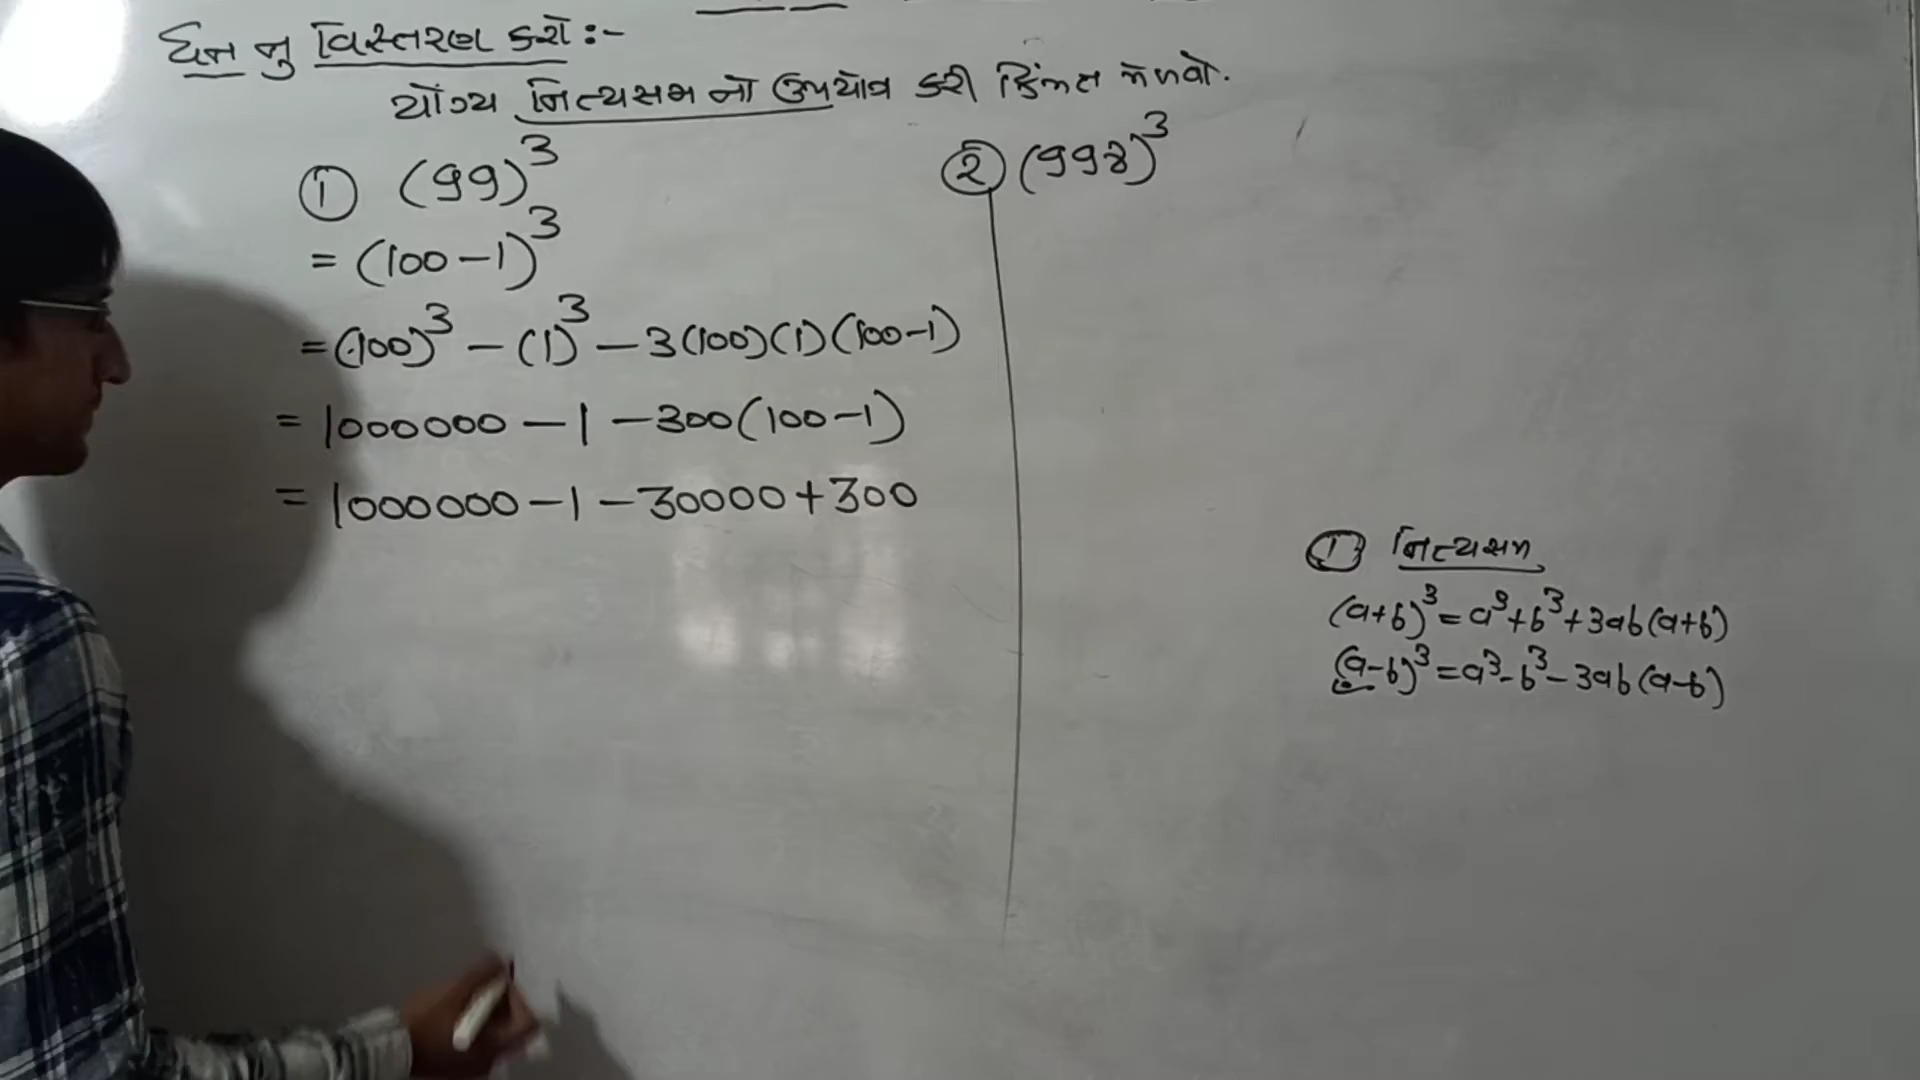 ઘન નુ વિસ્તરણ કરો :-
યોગ્ય નિત્યસમ નો ઉપયોગ કરી કિંમત મેળવો.
① (99)³
= (100-1)³
= (100)³ - (1)³ - 3(100)(1)(100-1)
= 1000000 - 1 - 300(100-1)
= 1000000 - 1 - 30000 + 300
② (998)³
① નિત્યસમ
(a+b)³ = a³+b³+3ab(a+b)
(a-b)³ = a³-b³-3ab(a-b)